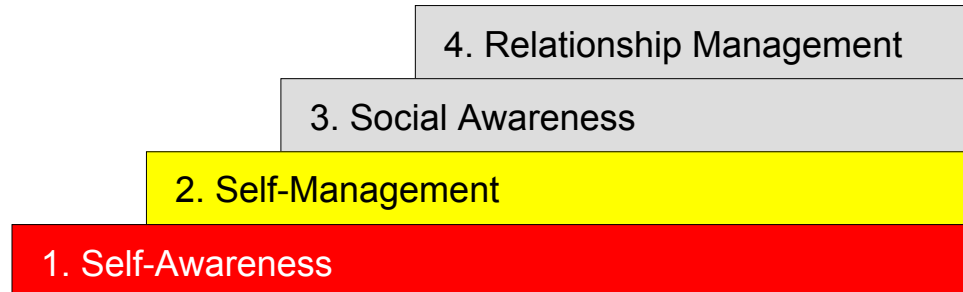 4. Relationship Management
3. Social Awareness
2. Self-Management
1. Self-Awareness